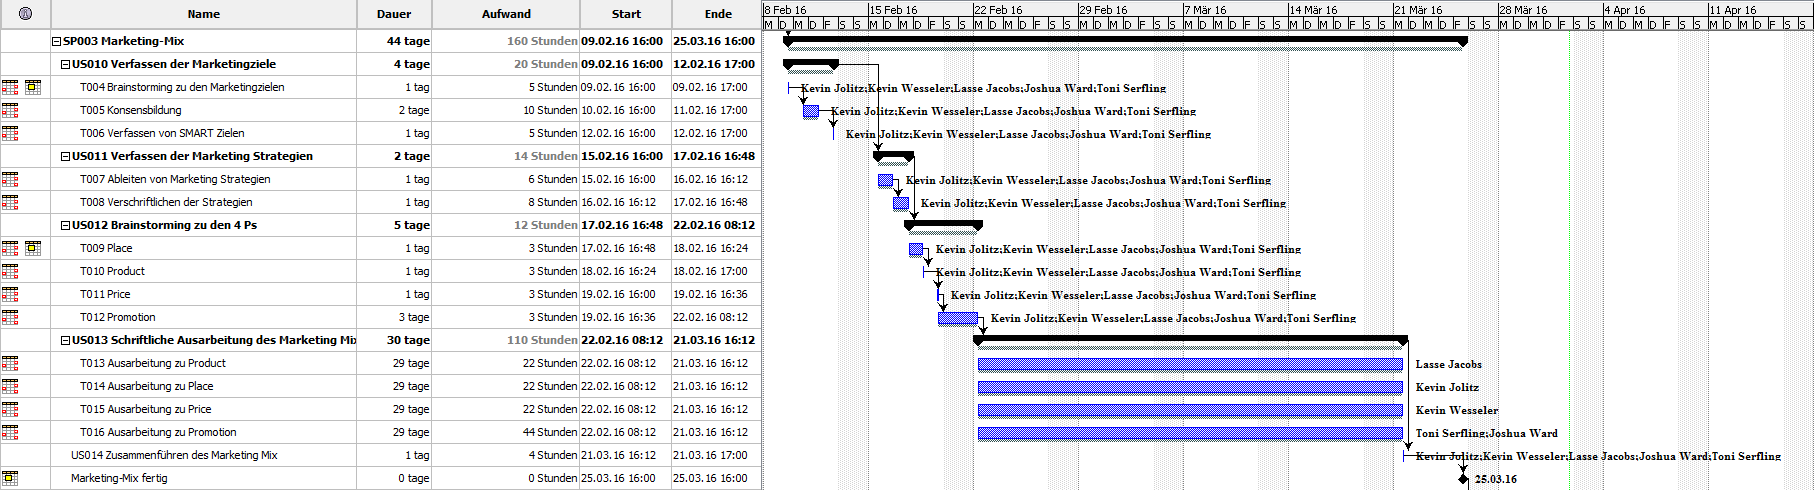 Name Dauer Aufwand Start Ende 8 Feb 16 15 Feb 16 22 Feb 16 29 Feb 16 7 Mär 16 14 Mär 16 21 Mär 16 28 Mär 16 4 Apr 16 11 Apr 16
M D M D F S S M D M D F S S M D M D F S S M D M D F S S M D M D F S S M D M D F S S M D M D F S S M D M D F S S M D M D F S S M D M D F S S
SP003 Marketing-Mix 44 tage 160 Stunden 09.02.16 16:00 25.03.16 16:00
US010 Verfassen der Marketingziele 4 tage 20 Stunden 09.02.16 16:00 12.02.16 17:00
T004 Brainstorming zu den Marketingzielen 1 tag 5 Stunden 09.02.16 16:00 09.02.16 17:00 Kevin Jolitz;Kevin Wesseler;Lasse Jacobs;Joshua Ward;Toni Serfling
T005 Konsensbildung 2 tage 10 Stunden 10.02.16 16:00 11.02.16 17:00 Kevin Jolitz;Kevin Wesseler;Lasse Jacobs;Joshua Ward;Toni Serfling
T006 Verfassen von SMART Zielen 1 tag 5 Stunden 12.02.16 16:00 12.02.16 17:00 Kevin Jolitz;Kevin Wesseler;Lasse Jacobs;Joshua Ward;Toni Serfling
US011 Verfassen der Marketing Strategien 2 tage 14 Stunden 15.02.16 16:00 17.02.16 16:48
T007 Ableiten von Marketing Strategien 1 tag 6 Stunden 15.02.16 16:00 16.02.16 16:12 Kevin Jolitz;Kevin Wesseler;Lasse Jacobs;Joshua Ward;Toni Serfling
T008 Verschriftlichen der Strategien 1 tag 8 Stunden 16.02.16 16:12 17.02.16 16:48 Kevin Jolitz;Kevin Wesseler;Lasse Jacobs;Joshua Ward;Toni Serfling
US012 Brainstorming zu den 4 Ps 5 tage 12 Stunden 17.02.16 16:48 22.02.16 08:12
T009 Place 1 tag 3 Stunden 17.02.16 16:48 18.02.16 16:24 Kevin Jolitz;Kevin Wesseler;Lasse Jacobs;Joshua Ward;Toni Serfling
T010 Product 1 tag 3 Stunden 18.02.16 16:24 18.02.16 17:00 Kevin Jolitz;Kevin Wesseler;Lasse Jacobs;Joshua Ward;Toni Serfling
T011 Price 1 tag 3 Stunden 19.02.16 16:00 19.02.16 16:36 Kevin Jolitz;Kevin Wesseler;Lasse Jacobs;Joshua Ward;Toni Serfling
T012 Promotion 3 tage 3 Stunden 19.02.16 16:36 22.02.16 08:12 Kevin Jolitz;Kevin Wesseler;Lasse Jacobs;Joshua Ward;Toni Serfling
US013 Schriftliche Ausarbeitung des Marketing Mix 30 tage 110 Stunden 22.02.16 08:12 21.03.16 16:12
T013 Ausarbeitung zu Product 29 tage 22 Stunden 22.02.16 08:12 21.03.16 16:12 Lasse Jacobs
T014 Ausarbeitung zu Place 29 tage 22 Stunden 22.02.16 08:12 21.03.16 16:12 Kevin Jolitz
T015 Ausarbeitung zu Price 29 tage 22 Stunden 22.02.16 08:12 21.03.16 16:12 Kevin Wesseler
T016 Ausarbeitung zu Promotion 29 tage 44 Stunden 22.02.16 08:12 21.03.16 16:12 Toni Serfling;Joshua Ward
US014 Zusammenführen des Marketing Mix 1 tag 4 Stunden 21.03.16 16:12 21.03.16 17:00 Kevin Jolitz;Kevin Wesseler;Lasse Jacobs;Joshua Ward;Toni Serfling
Marketing-Mix fertig 0 tage 0 Stunden 25.03.16 16:00 25.03.16 16:00 25.03.16